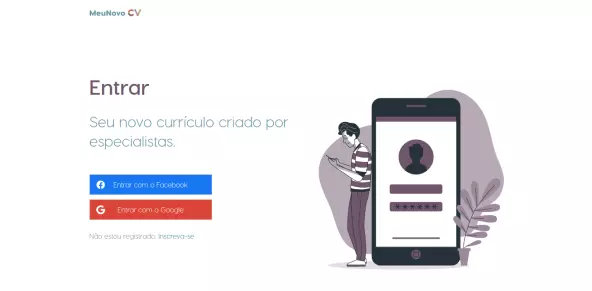 MeuNovo CV
Entrar
Seu novo currículo criado por
especialistas.
Entrar com o Facebook
Entrar com o Google
Não estou registrado. Inscreva-se